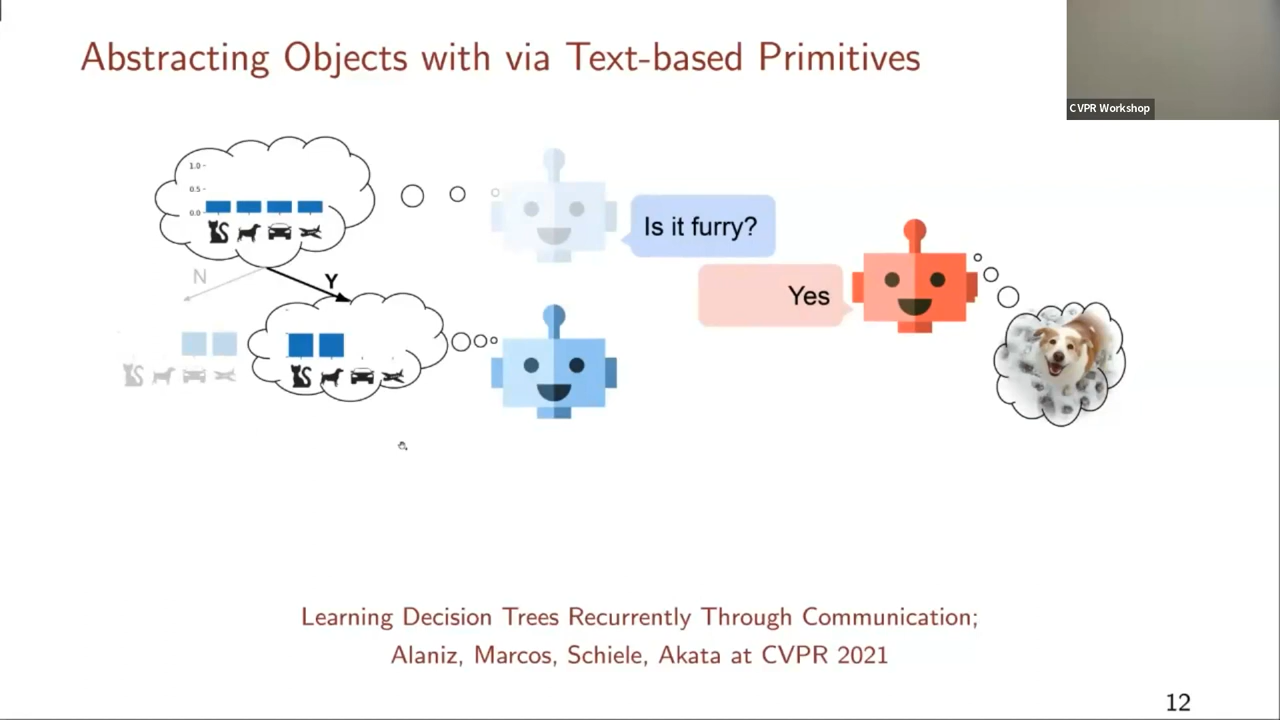 Abstracting Objects with via Text-based Primitives
CVPR Workshop
1.0
0.5
0.0
Is it furry?
N
Y
Yes
Learning Decision Trees Recurrently Through Communication;
Alaniz, Marcos, Schiele, Akata at CVPR 2021
12